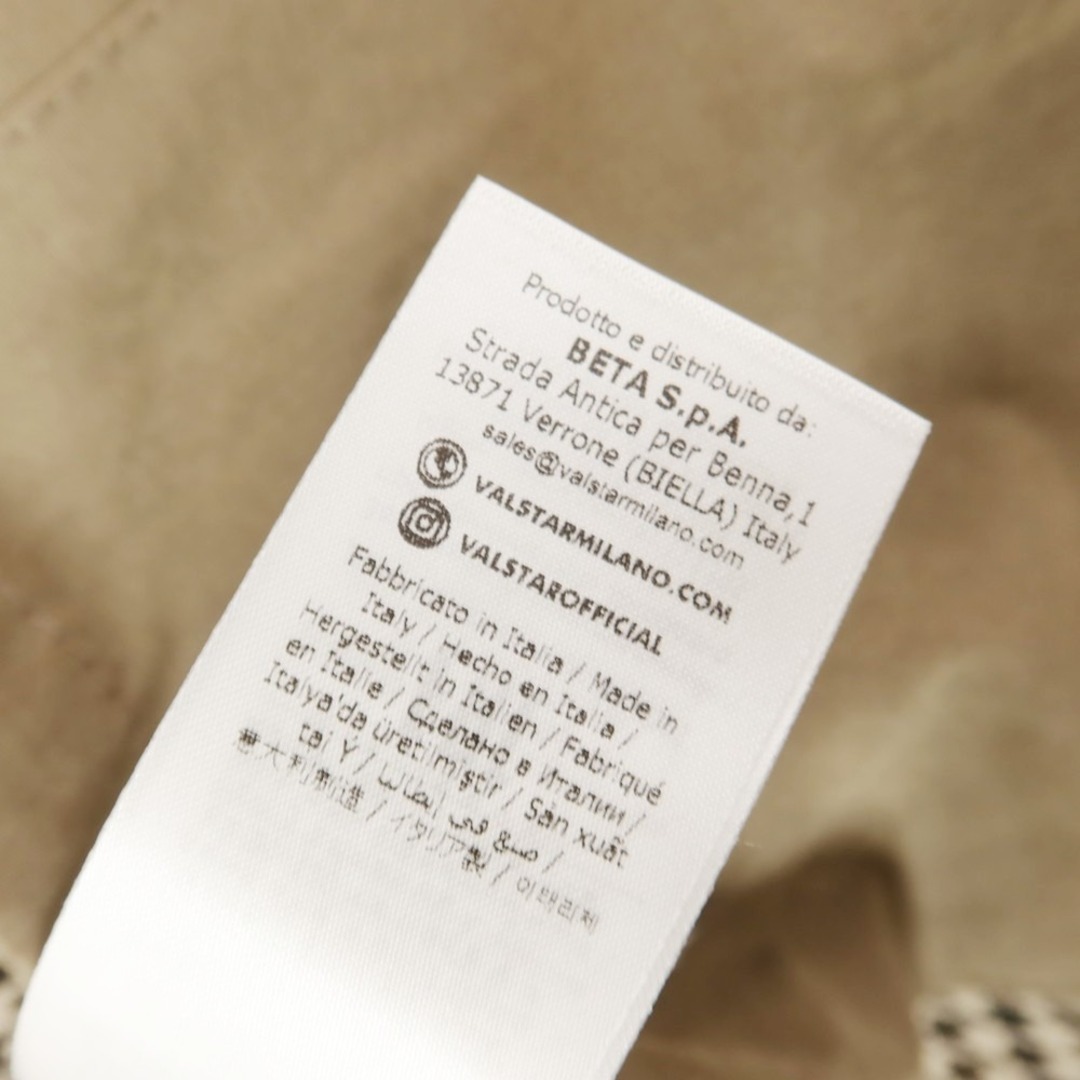 Prodotto e distribuito da:
BETA S.p.A.
Strada Antica per Benna,1
13871 Verrone (BIELLA) Italy
sales@valstarmilano.com
VALSTARMILANO.COM
VALSTAROFFICIAL
Fabbricato in Italia / Made in
Italy / Hecho en Italia /
Hergestellt in Italien / Fabriqué
en Italie / Сделано в Италии /
Italya'da üretilmiştir / Sản xuất
tại Ý / صنع في إيطاليا /
意大利制造 / イタリア製 / 이태리제